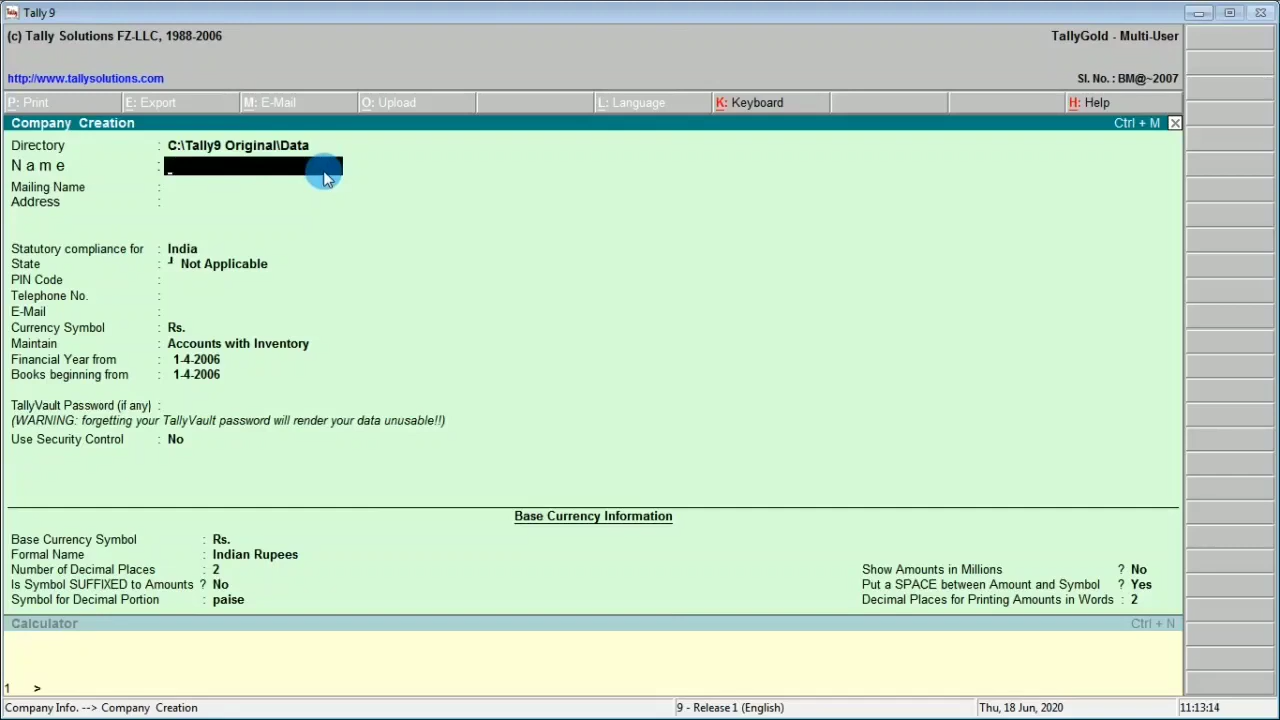 Tally 9
(c) Tally Solutions FZ-LLC, 1988-2006 TallyGold - Multi-User
http://www.tallysolutions.com Sl. No. : BM@~2007
P: Print E: Export M: E-Mail O: Upload L: Language K: Keyboard H: Help
Company Creation Ctrl + M
Directory : C:\Tally9 Original\Data
Name :
Mailing Name :
Address :
Statutory compliance for : India
State : ┘ Not Applicable
PIN Code :
Telephone No. :
E-Mail :
Currency Symbol : Rs.
Maintain : Accounts with Inventory
Financial Year from : 1-4-2006
Books beginning from : 1-4-2006
TallyVault Password (if any) :
(WARNING: forgetting your TallyVault password will render your data unusable!!)
Use Security Control : No
Base Currency Information
Base Currency Symbol : Rs.
Formal Name : Indian Rupees
Number of Decimal Places : 2 Show Amounts in Millions ? No
Is Symbol SUFFIXED to Amounts ? No Put a SPACE between Amount and Symbol ? Yes
Symbol for Decimal Portion : paise Decimal Places for Printing Amounts in Words : 2
Calculator Ctrl + N
1 >
Company Info. --> Company Creation 9 - Release 1 (English) Thu, 18 Jun, 2020 11:13:14